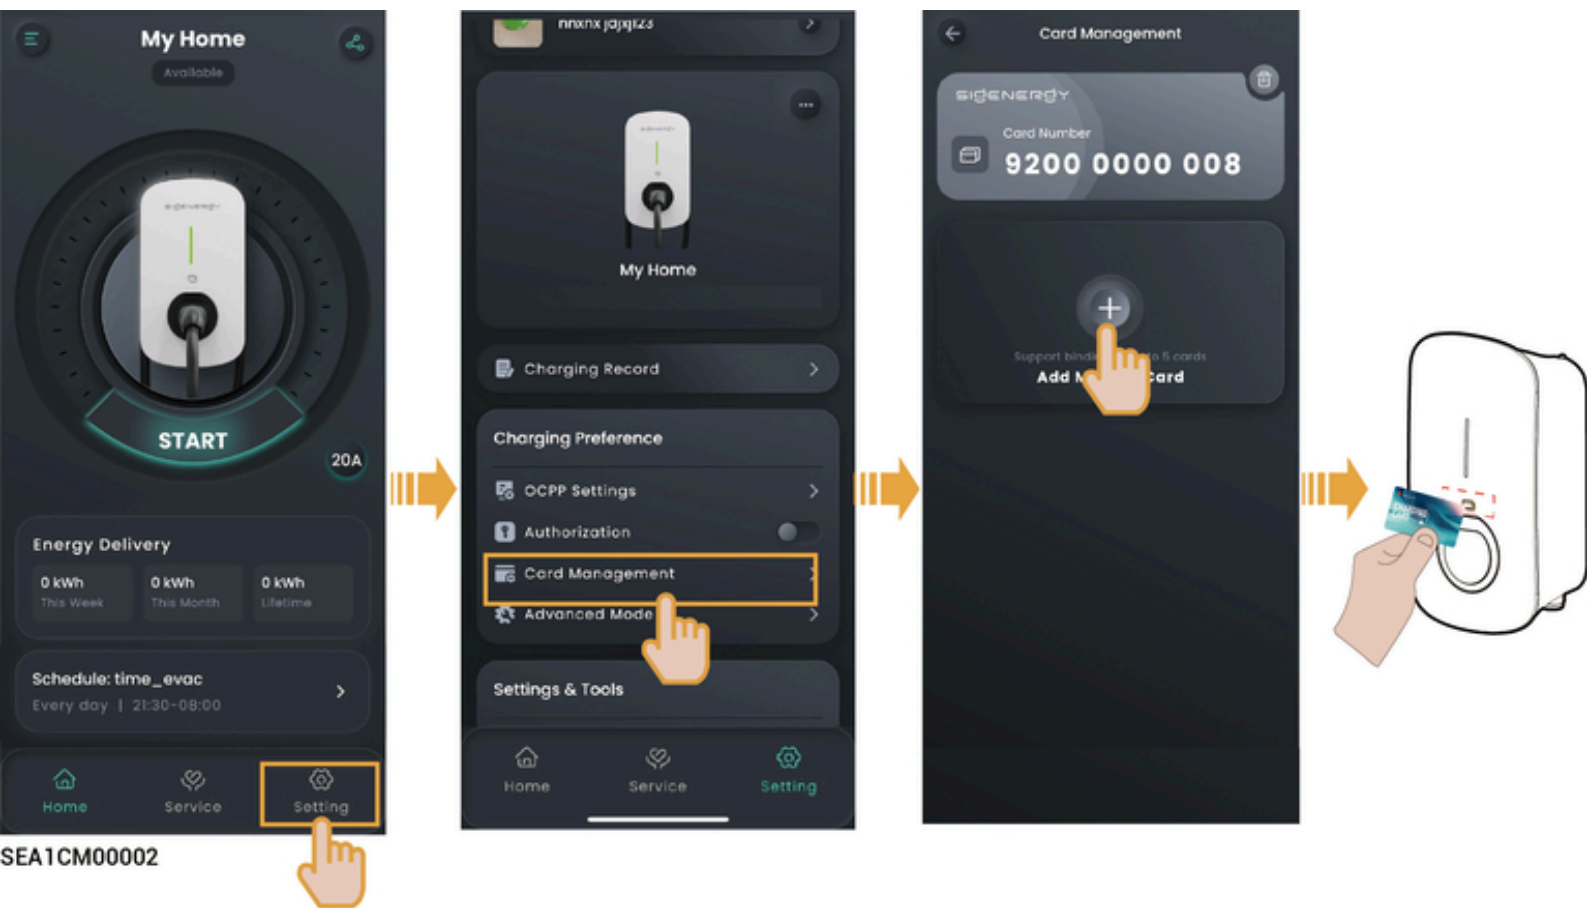 My Home
Available
SIGENERGY
START
20A
Energy Delivery
0 kWh
This Week
0 kWh
This Month
0 kWh
Lifetime
Schedule: time_evac
Every day | 21:30-08:00
Home
Service
Setting
SEA1CM00002
SIGENERGY
My Home
Charging Record
Charging Preference
OCPP Settings
Authorization
Card Management
Advanced Mode
Settings & Tools
Home
Service
Setting
Card Management
SIGENERGY
Card Number
9200 0000 008
Support to 5 cards
Add Card